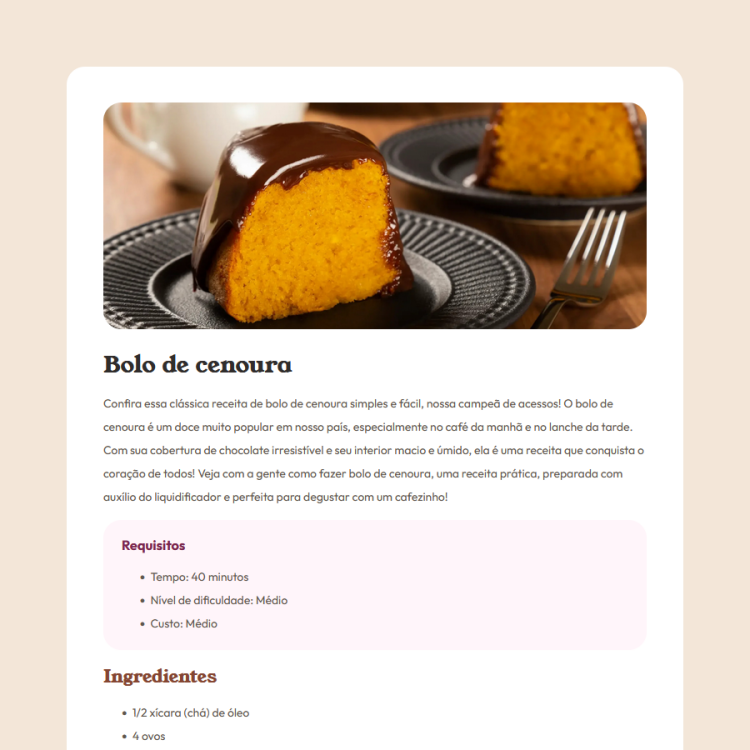 Bolo de cenoura
Confira essa clássica receita de bolo de cenoura simples e fácil, nossa campeã de acessos! O bolo de
cenoura é um doce muito popular em nosso país, especialmente no café da manhã e no lanche da tarde.
Com sua cobertura de chocolate irresistível e seu interior macio e úmido, ela é uma receita que conquista o
coração de todos! Veja com a gente como fazer bolo de cenoura, uma receita prática, preparada com
auxílio do liquidificador e perfeita para degustar com um cafezinho!
Requisitos
• Tempo: 40 minutos
• Nível de dificuldade: Médio
• Custo: Médio
Ingredientes
• 1/2 xícara (chá) de óleo
• 4 ovos